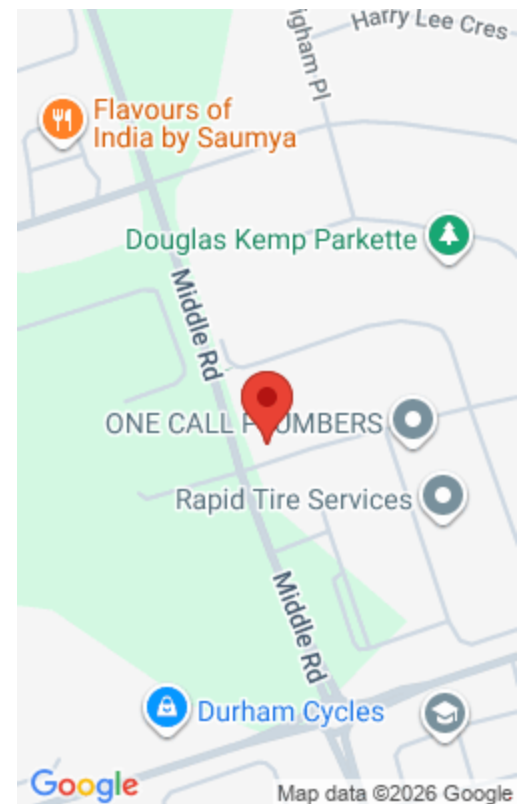 Harry Lee Cres
igham Pl
Flavours of
India by Saumya
Douglas Kemp Parkette
Middle Rd
ONE CALL PLUMBERS
Rapid Tire Services
Middle Rd
Durham Cycles
Google
Map data ©2026 Google